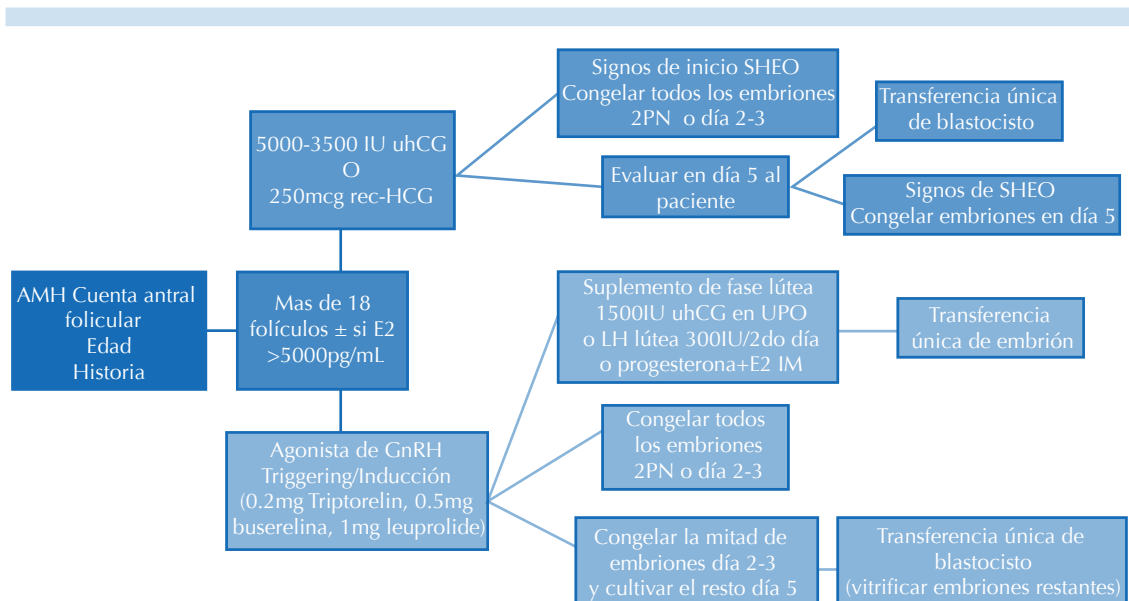 AMH Cuenta antral
folicular
Edad
Historia
Mas de 18
folículos ± si E2
>5000pg/mL
5000-3500 IU uhCG
O
250mcg rec-HCG
Signos de inicio SHEO
Congelar todos los embriones
2PN o día 2-3
Evaluar en día 5 al
paciente
Transferencia única
de blastocisto
Signos de SHEO
Congelar embriones en día 5
Agonista de GnRH
Triggering/Inducción
(0.2mg Triptorelin, 0.5mg
buserelina, 1mg leuprolide)
Suplemento de fase lútea
1500IU uhCG en UPO
o LH lútea 300IU/2do día
o progesterona+E2 IM
Transferencia
única de embrión
Congelar todos
los embriones
2PN o día 2-3
Congelar la mitad de
embriones día 2-3
y cultivar el resto día 5
Transferencia única de
blastocisto
(vitrificar embriones restantes)